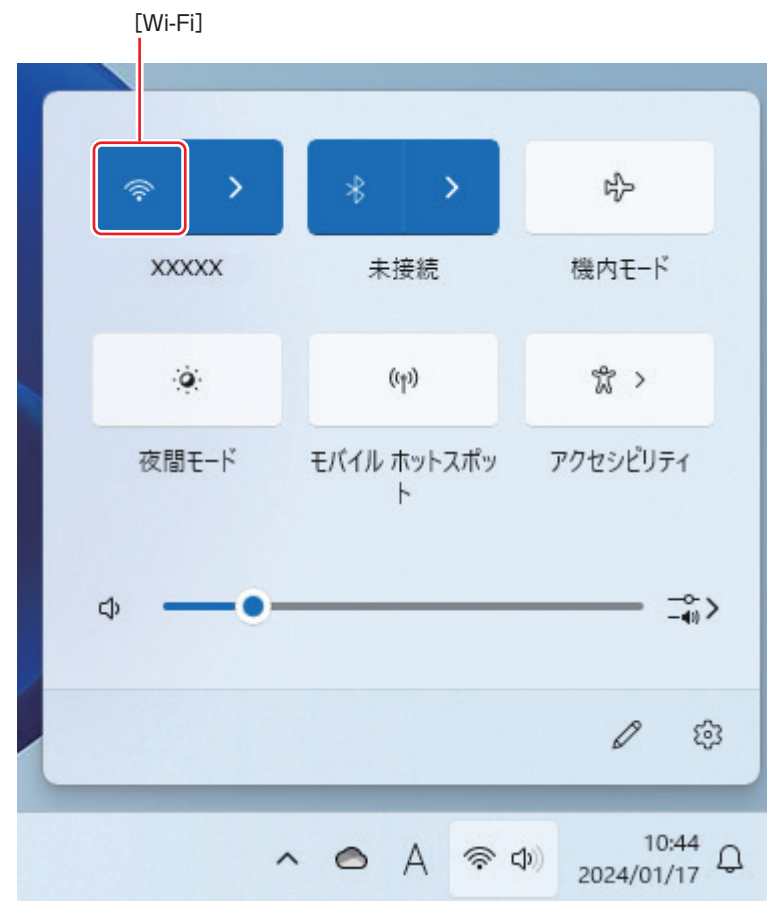 [Wi-Fi]
XXXXX
未接続
機内モード
夜間モード
モバイル ホットスポッ
ト
アクセシビリティ
A
10:44
2024/01/17